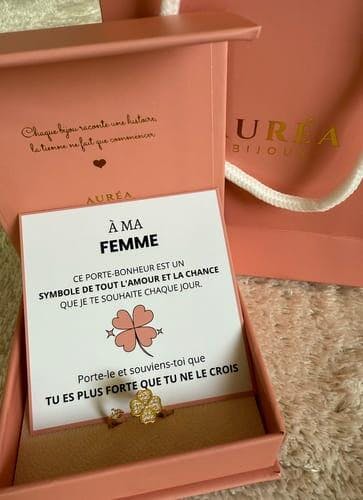 Chaque bijou raconte une histoire,
la tienne ne fait que commencer
AURÉA
AURÉA
BIJOU
À MA
FEMME
CE PORTE-BONHEUR EST UN
SYMBOLE DE TOUT L'AMOUR ET LA CHANCE
QUE JE TE SOUHAITE CHAQUE JOUR.
Porte-le et souviens-toi que
TU ES PLUS FORTE QUE TU NE LE CROIS